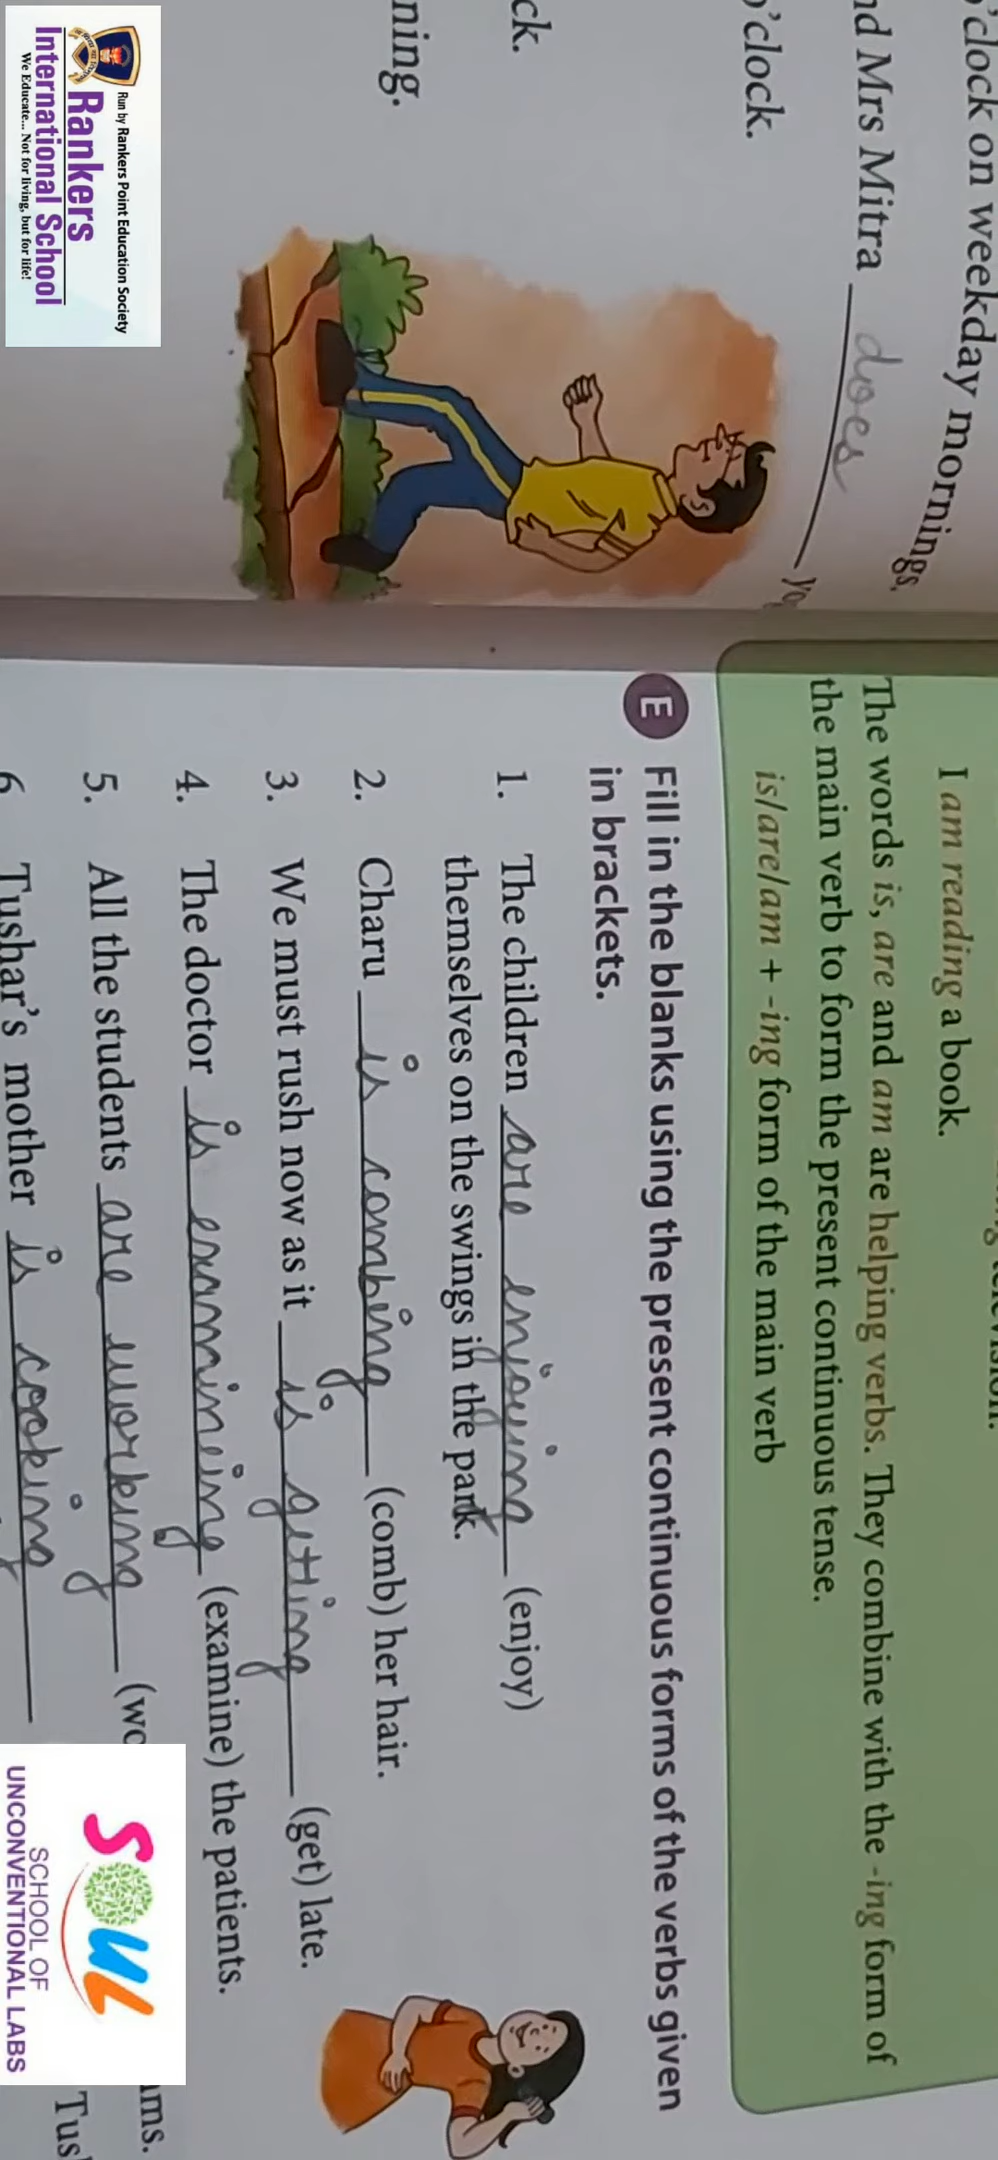 o'clock on weekday mornings.
nd Mrs Mitra does
o'clock.
ck.
ning.
I am reading a book.
The words is, are and am are helping verbs. They combine with the -ing form of
the main verb to form the present continuous tense.
is/are/am + -ing form of the main verb
E Fill in the blanks using the present continuous forms of the verbs given
in brackets.
1. The children are enjoying (enjoy)
themselves on the swings in the park.
2. Charu is combing (comb) her hair.
3. We must rush now as it is getting (get) late.
4. The doctor is examineing (examine) the patients.
5. All the students are working (wo
ms.
6 Tushar's mother is cooking
Tus
Run by Rankers Point Education Society
Rankers
International School
We Educate... Not for living, but for life!
SOUL
SCHOOL OF
UNCONVENTIONAL LABS